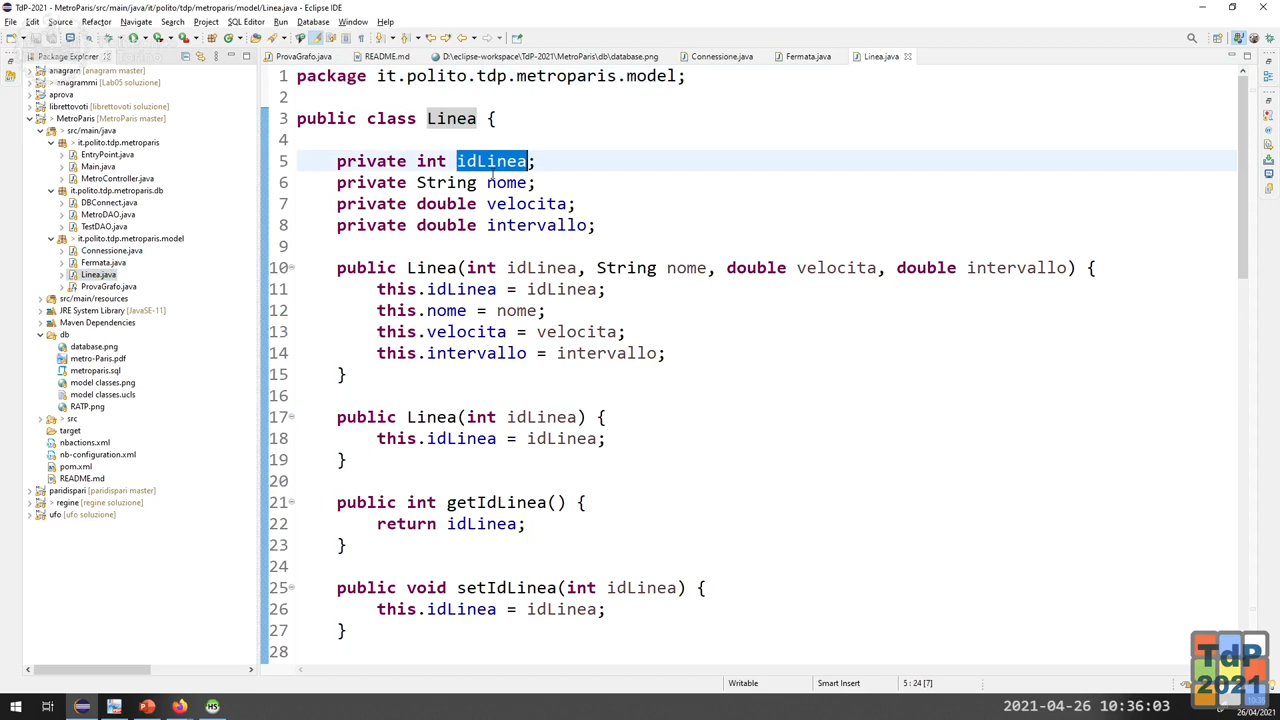 TdP-2021 - MetroParis/src/main/java/it/polito/tdp/metroparis/model/Linea.java - Eclipse IDE
File Edit Source Refactor Navigate Search Project SQL Editor Run Database Window Help
Package Explorer
ProvaGrafo.java
README.md
D:\eclipse-workspace\TdP-2021\MetroParis\db\database.png
Connessione.java
Fermata.java
Linea.java
anagram (anagram master)
anagrammi (Lab05 soluzione)
aprova
librettovoti (librettovoti soluzione)
MetroParis (MetroParis master)
src/main/java
it.polito.tdp.metroparis
EntryPoint.java
Main.java
MetroController.java
it.polito.tdp.metroparis.db
DBConnect.java
MetroDAO.java
TestDAO.java
it.polito.tdp.metroparis.model
Connessione.java
Fermata.java
Linea.java
ProvaGrafo.java
src/main/resources
JRE System Library [JavaSE-11]
Maven Dependencies
db
database.png
metro-Paris.pdf
metroparis.sql
model classes.png
model classes.ucls
RATP.png
> src
target
nbactions.xml
nb-configuration.xml
pom.xml
README.md
paridispari (paridispari master)
> regine (regine soluzione)
ufo (ufo soluzione)
1 package it.polito.tdp.metroparis.model;
2
3 public class Linea {
4
5 private int idLinea;
6 private String nome;
7 private double velocita;
8 private double intervallo;
9
10 public Linea(int idLinea, String nome, double velocita, double intervallo) {
11 this.idLinea = idLinea;
12 this.nome = nome;
13 this.velocita = velocita;
14 this.intervallo = intervallo;
15 }
16
17 public Linea(int idLinea) {
18 this.idLinea = idLinea;
19 }
20
21 public int getIdLinea() {
22 return idLinea;
23 }
24
25 public void setIdLinea(int idLinea) {
26 this.idLinea = idLinea;
27 }
28
Writable
Smart Insert
5 : 24 [7]
TdP
2021
2021-04-26 10:36:03
26/04/2021